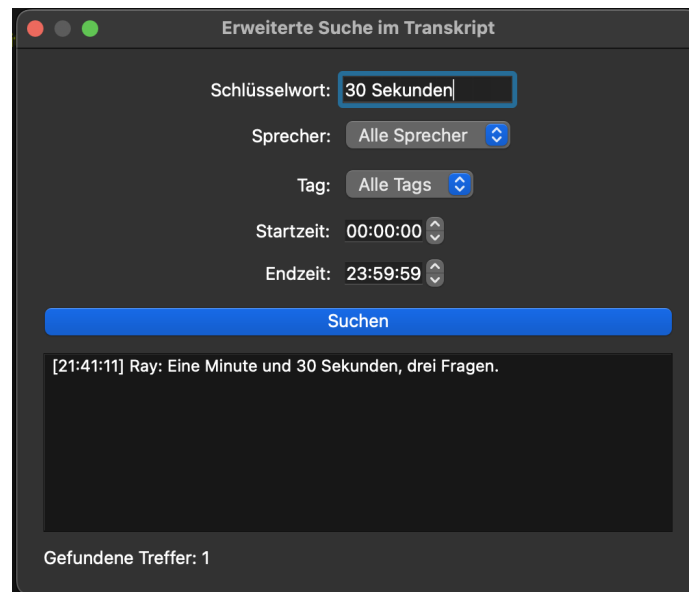 Erweiterte Suche im Transkript
Schlüsselwort: 30 Sekunden
Sprecher: Alle Sprecher
Tag: Alle Tags
Startzeit: 00:00:00
Endzeit: 23:59:59
Suchen
[21:41:11] Ray: Eine Minute und 30 Sekunden, drei Fragen.
Gefundene Treffer: 1